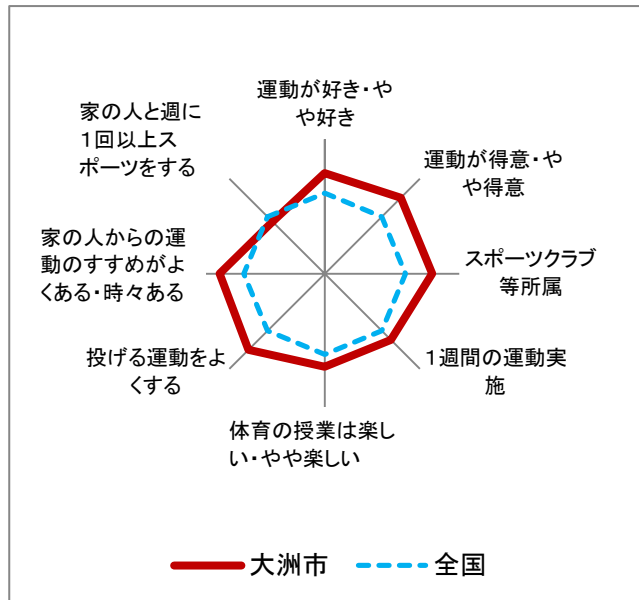 運動が好き・や
や好き
運動が得意・や
や得意
スポーツクラブ
等所属
1週間の運動実
施
体育の授業は楽し
い・やや楽しい
投げる運動をよ
くする
家の人からの運
動のすすめがよ
くある・時々ある
家の人と週に
1回以上ス
ポーツをする
大洲市
全国